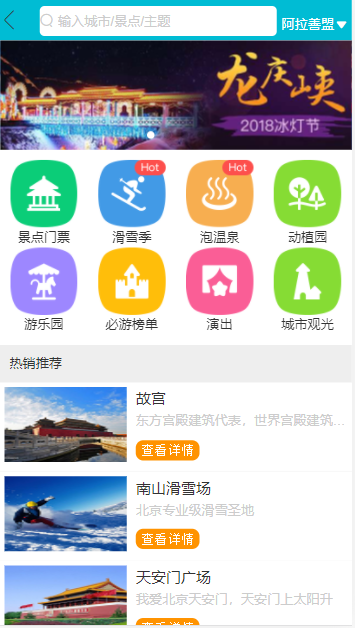 输入城市/景点/主题
阿拉善盟
龙庆峡
2018冰灯节
Hot
Hot
景点门票
滑雪季
泡温泉
动植园
游乐园
必游榜单
演出
城市观光
热销推荐
故宫
东方宫殿建筑代表，世界宫殿建筑...
查看详情
南山滑雪场
北京专业级滑雪圣地
查看详情
天安门广场
我爱北京天安门，天安门上太阳升
查看详情